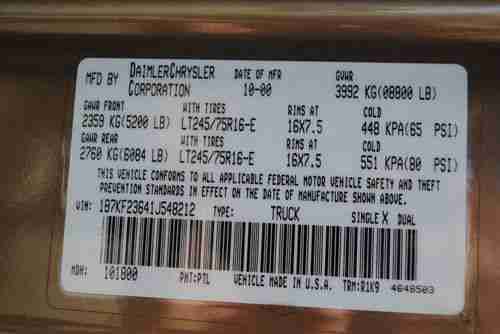 MFD BY DAIMLERCHRYSLER CORPORATION DATE OF MFR 10-00 GVWR 3992 KG(08800 LB)
GAWR FRONT WITH TIRES RIMS AT COLD
2359 KG(5200 LB) LT245/75R16-E 16X7.5 448 KPA(65 PSI)
GAWR REAR WITH TIRES RIMS AT COLD
2760 KG(6084 LB) LT245/75R16-E 16X7.5 551 KPA(80 PSI)
THIS VEHICLE CONFORMS TO ALL APPLICABLE FEDERAL MOTOR VEHICLE SAFETY AND THEFT
PREVENTION STANDARDS IN EFFECT ON THE DATE OF MANUFACTURE SHOWN ABOVE.
VIN: 1B7KF23641J548212 TYPE: TRUCK SINGLE X DUAL
MDH: 101800 PNT: PTL VEHICLE MADE IN U.S.A. TRM: R1K9 4648503